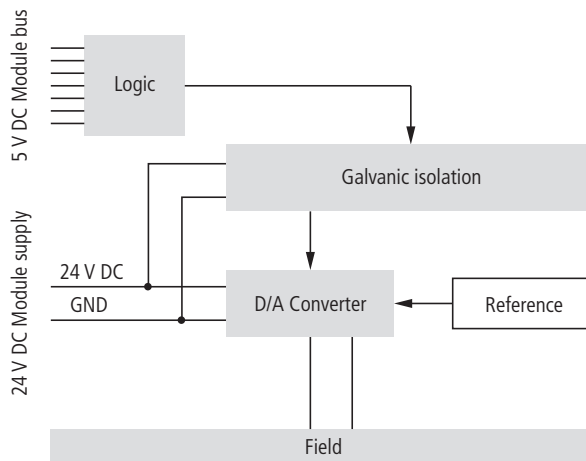 5 V DC Module bus
Logic
Galvanic isolation
24 V DC Module supply
24 V DC
GND
D/A Converter
Reference
Field